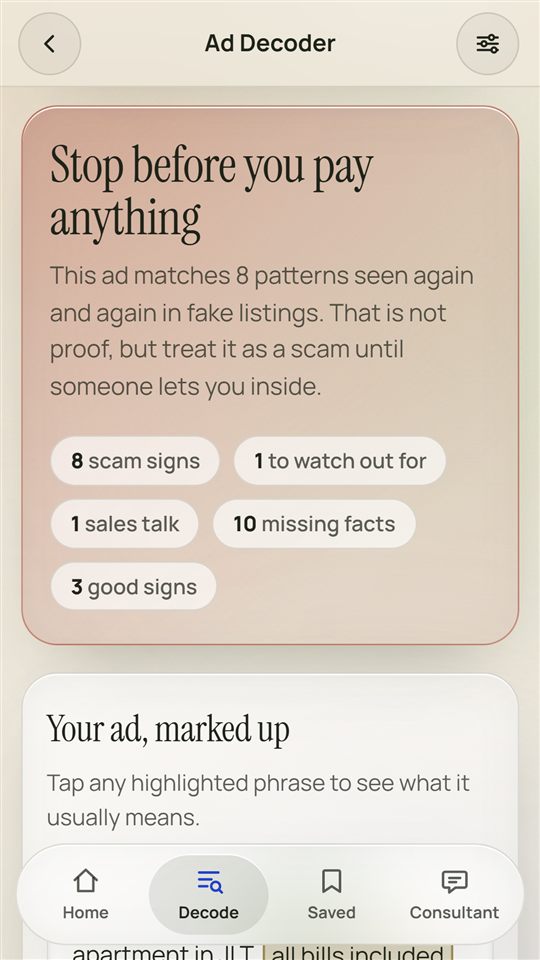 Ad Decoder
Stop before you pay
anything
This ad matches 8 patterns seen again
and again in fake listings. That is not
proof, but treat it as a scam until
someone lets you inside.
8 scam signs
1 to watch out for
1 sales talk
10 missing facts
3 good signs
Your ad, marked up
Tap any highlighted phrase to see what it
usually means.
Home
Decode
Saved
Consultant
apartment in JLT all bills included